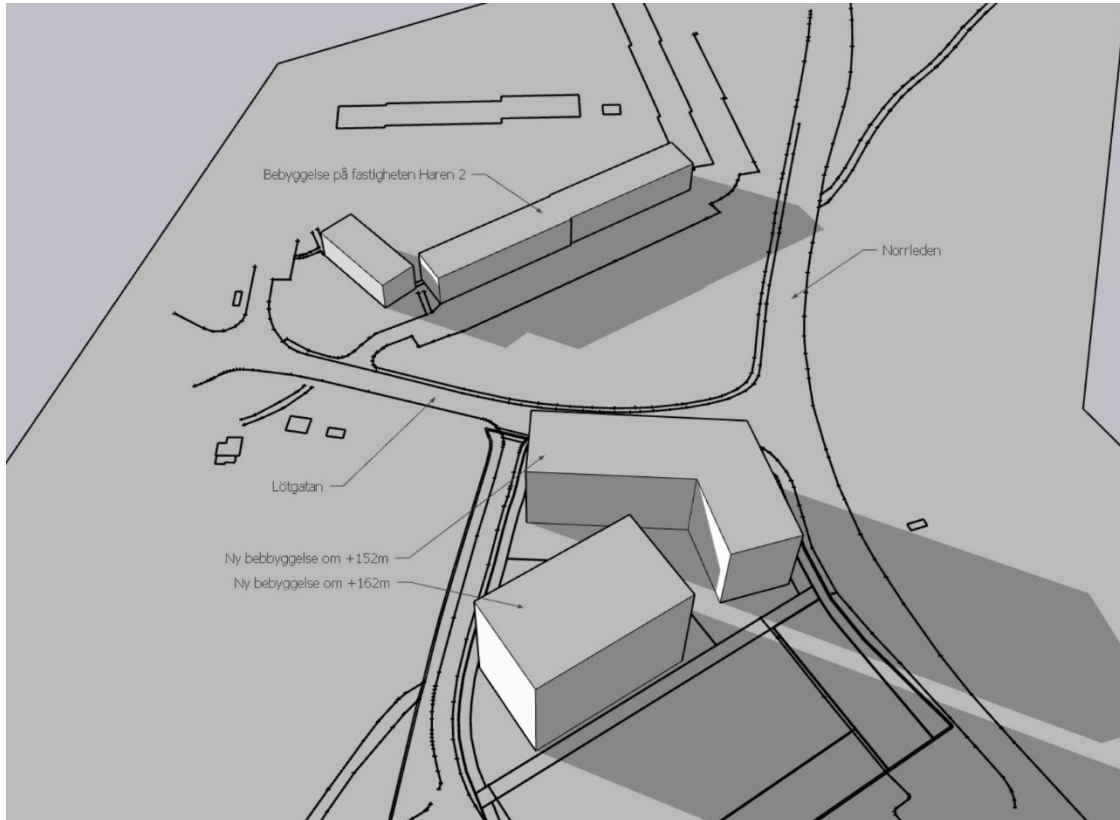 Bebyggelse på fastigheten Haren 2
Norrleden
Lötgatan
Ny bebbyggelse om +152m
Ny bebyggelse om +162m